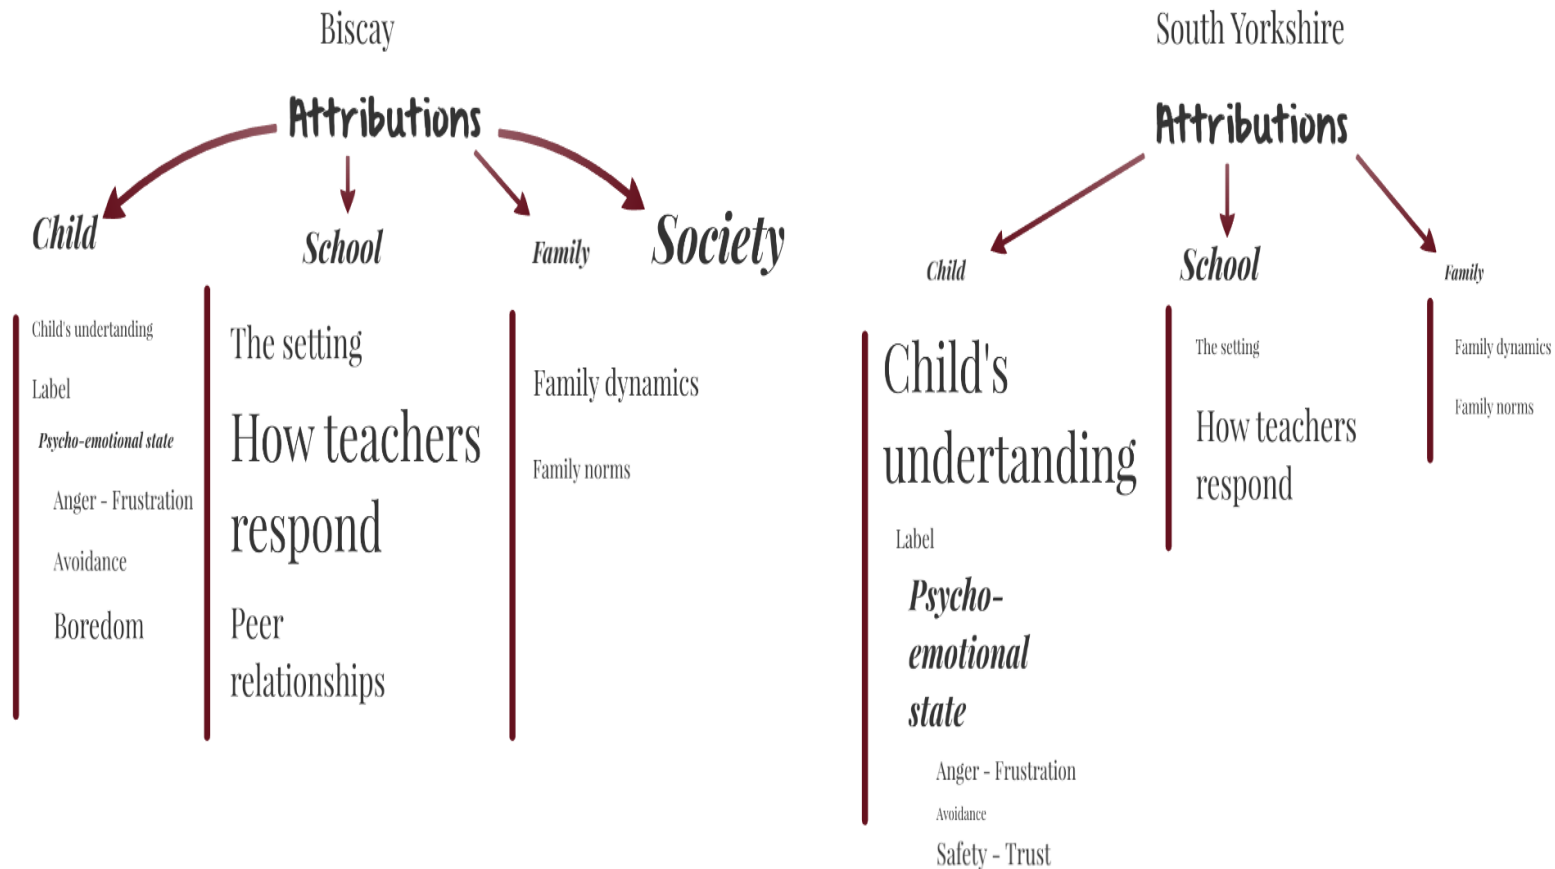 Biscay
Attributions
Child
School
Family
Society
Child's undertanding
Label
Psycho-emotional state
Anger - Frustration
Avoidance
Boredom
The setting
How teachers
respond
Peer
relationships
Family dynamics
Family norms
South Yorkshire
Attributions
Child
School
Family
Child's
undertanding
Label
Psycho-
emotional
state
Anger - Frustration
Avoidance
Safety - Trust
The setting
How teachers
respond
Family dynamics
Family norms